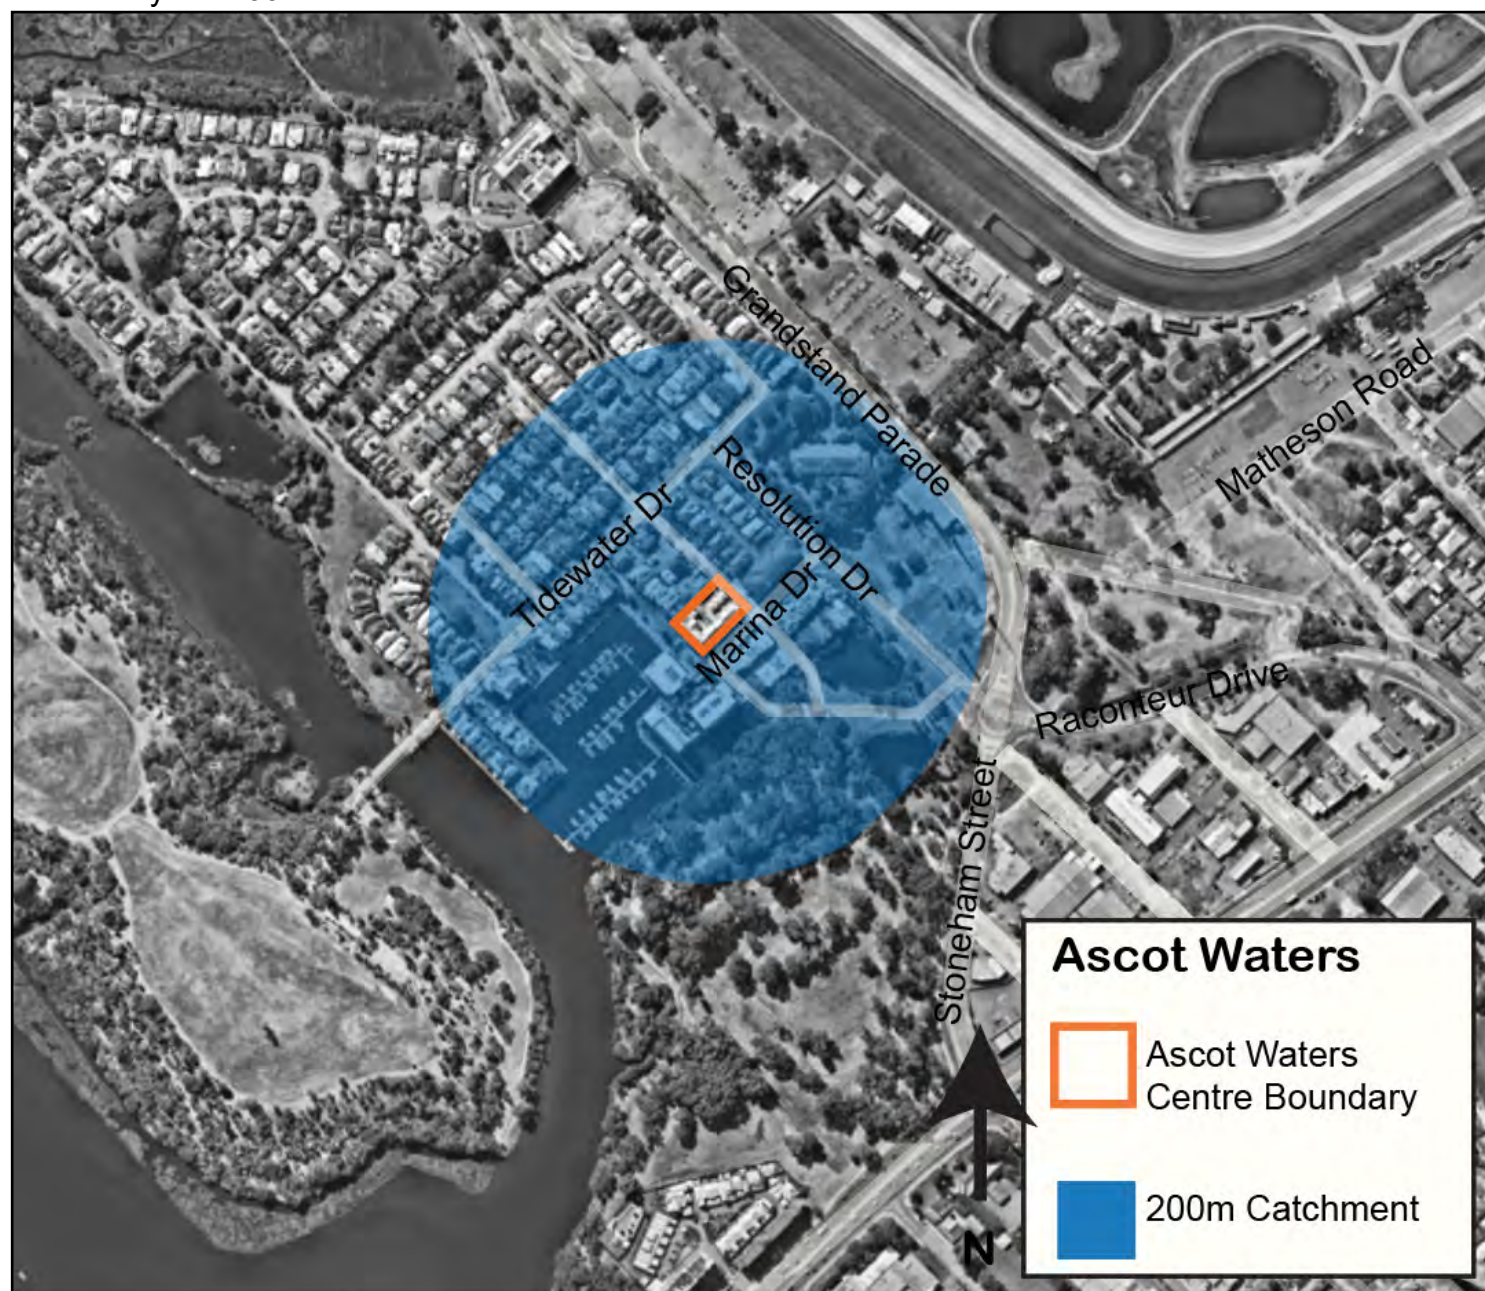 Grandstand Parade
Matheson Road
Resolution Dr
Tidewater Dr
Marina Dr
Raconteur Drive
Stoneham Street
Ascot Waters
Ascot Waters
Centre Boundary
200m Catchment
N